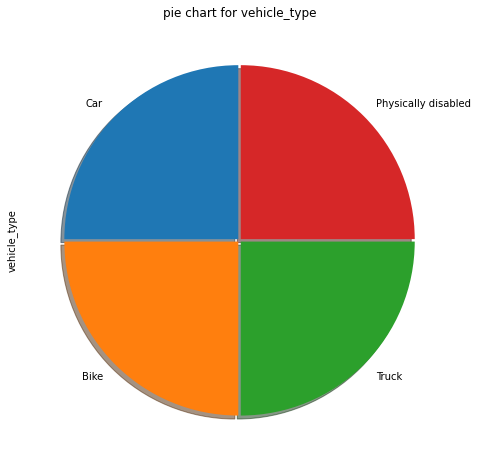 pie chart for vehicle_type
Car
Physically disabled
vehicle_type
Bike
Truck